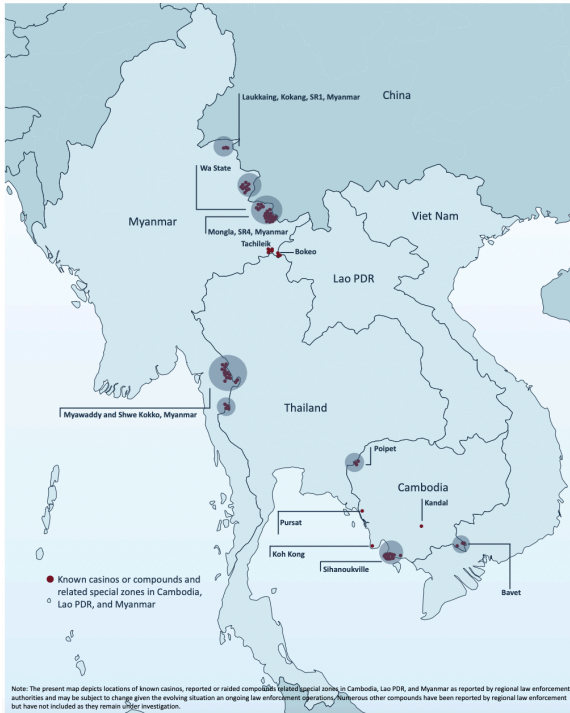 Laukkaing, Kokang, SR1, Myanmar
China
Wa State
Myanmar
Viet Nam
Mongla, SR4, Myanmar
Tachileik
Bokeo
Lao PDR
Myawaddy and Shwe Kokko, Myanmar
Thailand
Poipet
Cambodia
Kandal
Pursat
Koh Kong
Sihanoukville
Bavet
Known casinos or compounds and
related special zones in Cambodia,
Lao PDR, and Myanmar
Note: The present map depicts locations of known casinos, reported or raided compounds related special zones in Cambodia, Lao PDR, and Myanmar as reported by regional law enforcement
authorities and may be subject to change given the evolving situation an ongoing law enforcement operations. Numerous other compounds have been reported by regional law enforcement
but have not included as they remain under investigation.